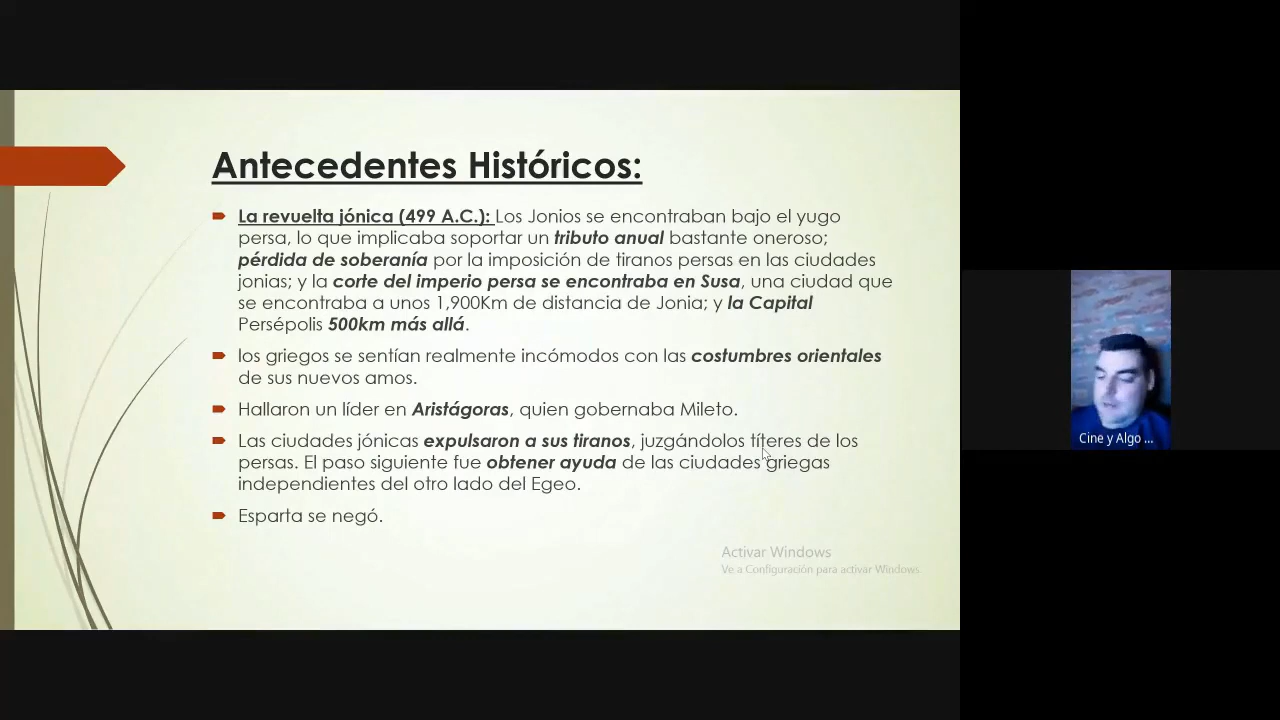 Antecedentes Históricos:
La revuelta jónica (499 A.C.): Los Jonios se encontraban bajo el yugo
persa, lo que implicaba soportar un tributo anual bastante oneroso;
pérdida de soberanía por la imposición de tiranos persas en las ciudades
jonias; y la corte del imperio persa se encontraba en Susa, una ciudad que
se encontraba a unos 1,900Km de distancia de Jonia; y la Capital
Persépolis 500km más allá.
los griegos se sentían realmente incómodos con las costumbres orientales
de sus nuevos amos.
Hallaron un líder en Aristágoras, quien gobernaba Mileto.
Las ciudades jónicas expulsaron a sus tiranos, juzgándolos títeres de los
persas. El paso siguiente fue obtener ayuda de las ciudades griegas
independientes del otro lado del Egeo.
Esparta se negó.
Activar Windows
Ve a Configuración para activar Windows.
Cine y Algo ...